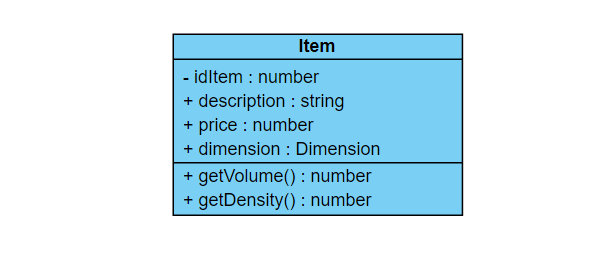 Item
- idItem : number
+ description : string
+ price : number
+ dimension : Dimension
+ getVolume() : number
+ getDensity() : number